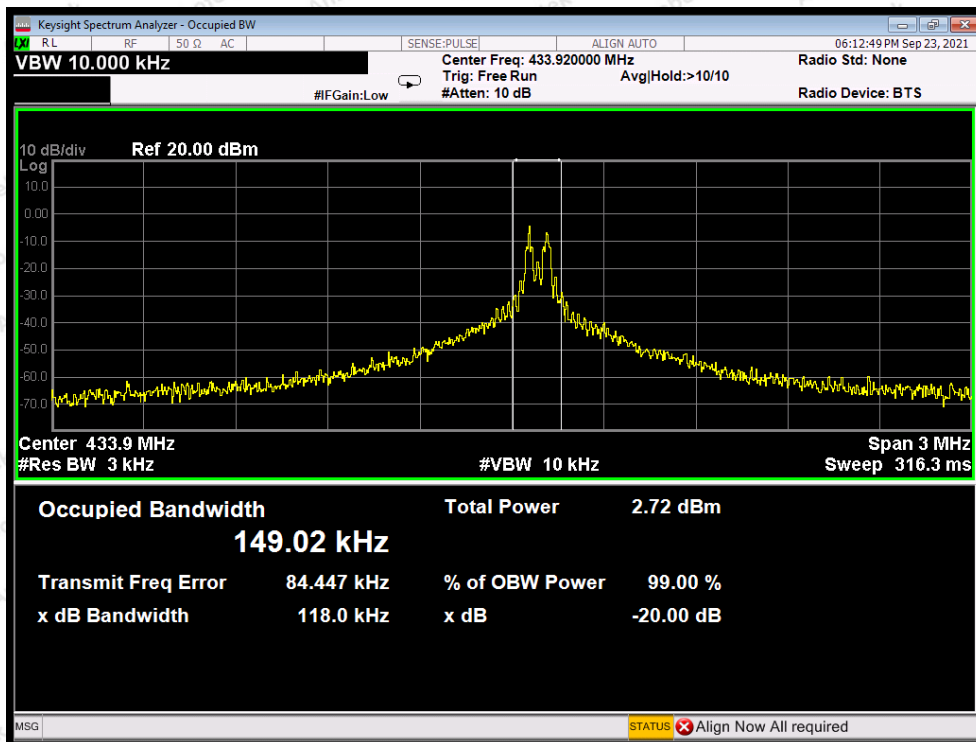 Keysight Spectrum Analyzer - Occupied BW
LXI RL RF 50 Ω AC SENSE:PULSE ALIGN AUTO 06:12:49 PM Sep 23, 2021
VBW 10.000 kHz
Center Freq: 433.920000 MHz Radio Std: None
Trig: Free Run Avg|Hold:>10/10
#IFGain:Low #Atten: 10 dB Radio Device: BTS
10 dB/div Ref 20.00 dBm
Log
10.0
0.00
-10.0
-20.0
-30.0
-40.0
-50.0
-60.0
-70.0
Center 433.9 MHz Span 3 MHz
#Res BW 3 kHz #VBW 10 kHz Sweep 316.3 ms
Occupied Bandwidth Total Power 2.72 dBm
149.02 kHz
Transmit Freq Error 84.447 kHz % of OBW Power 99.00 %
x dB Bandwidth 118.0 kHz x dB -20.00 dB
MSG STATUS Align Now All required